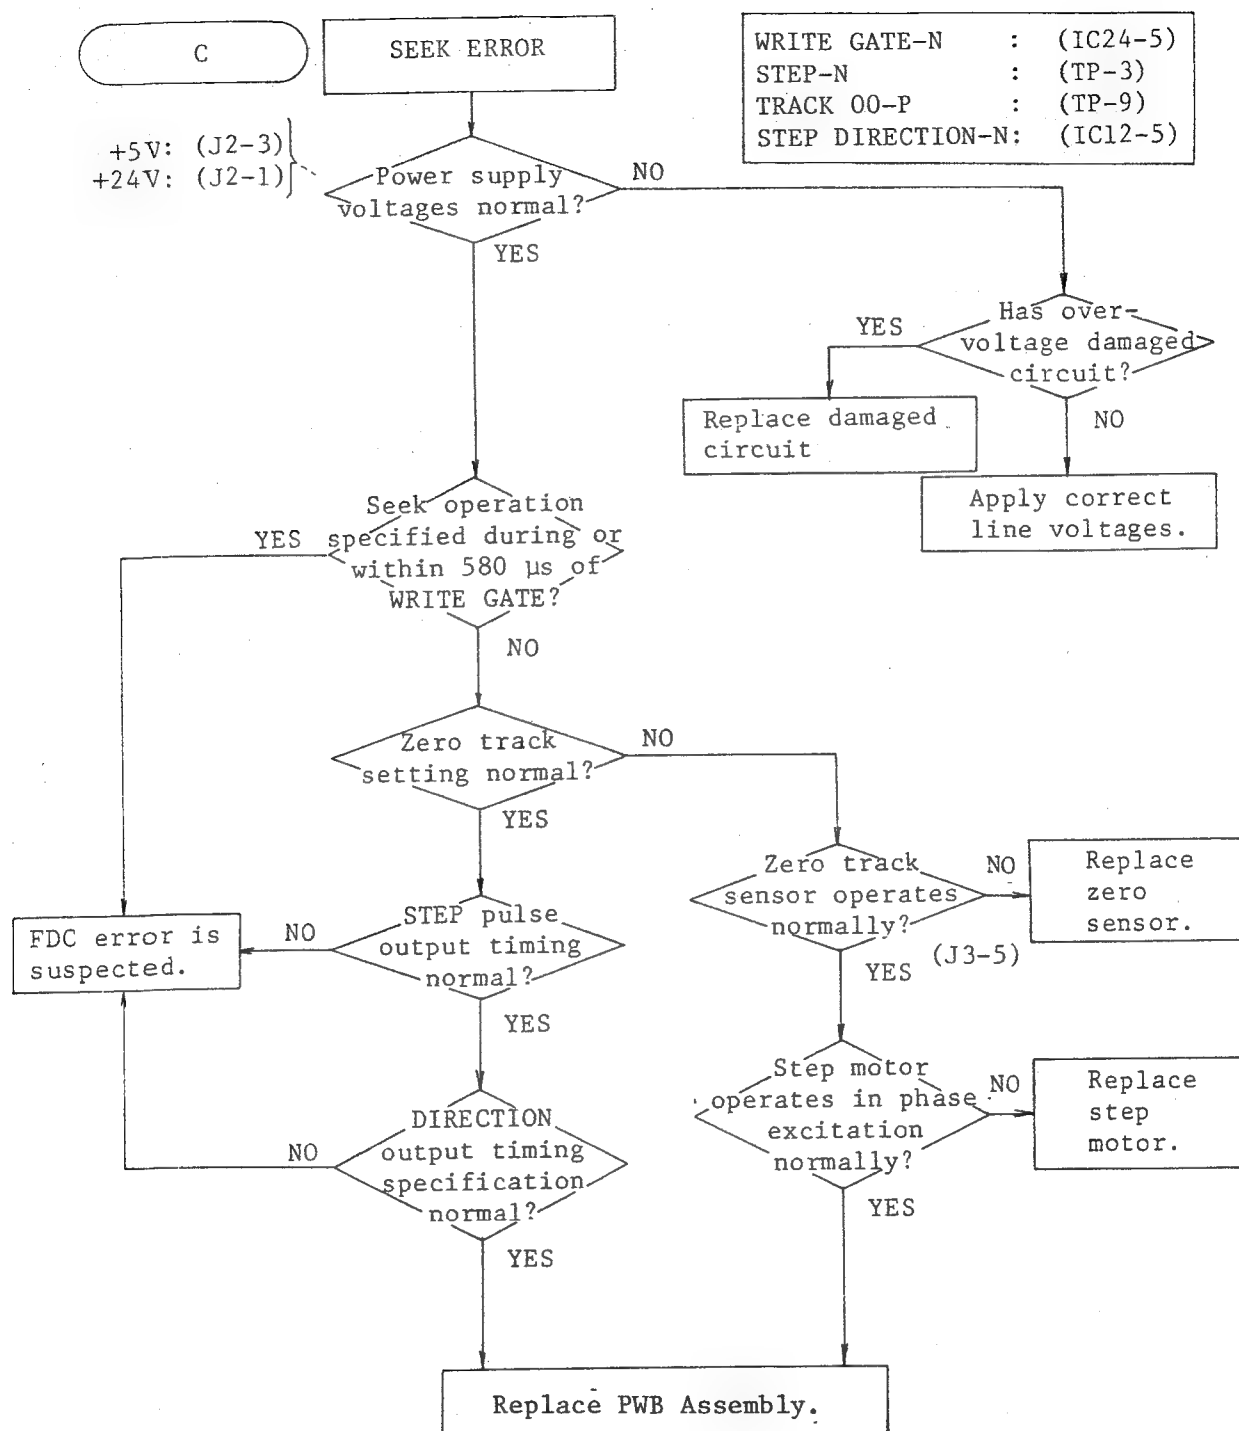 C
SEEK ERROR
WRITE GATE-N : (IC24-5)
STEP-N : (TP-3)
TRACK 00-P : (TP-9)
STEP DIRECTION-N: (IC12-5)
+5V: (J2-3)
+24V: (J2-1)
Power supply
voltages normal?
NO
YES
Has over-
voltage damaged
circuit?
YES
NO
Replace damaged
circuit
Apply correct
line voltages.
Seek operation
specified during or
within 580 μs of
WRITE GATE?
YES
NO
Zero track
setting normal?
NO
YES
Zero track
sensor operates
normally?
(J3-5)
NO
YES
Replace
zero
sensor.
STEP pulse
output timing
normal?
NO
YES
FDC error is
suspected.
Step motor
operates in phase
excitation
normally?
NO
YES
Replace
step
motor.
DIRECTION
output timing
specification
normal?
NO
YES
Replace PWB Assembly.